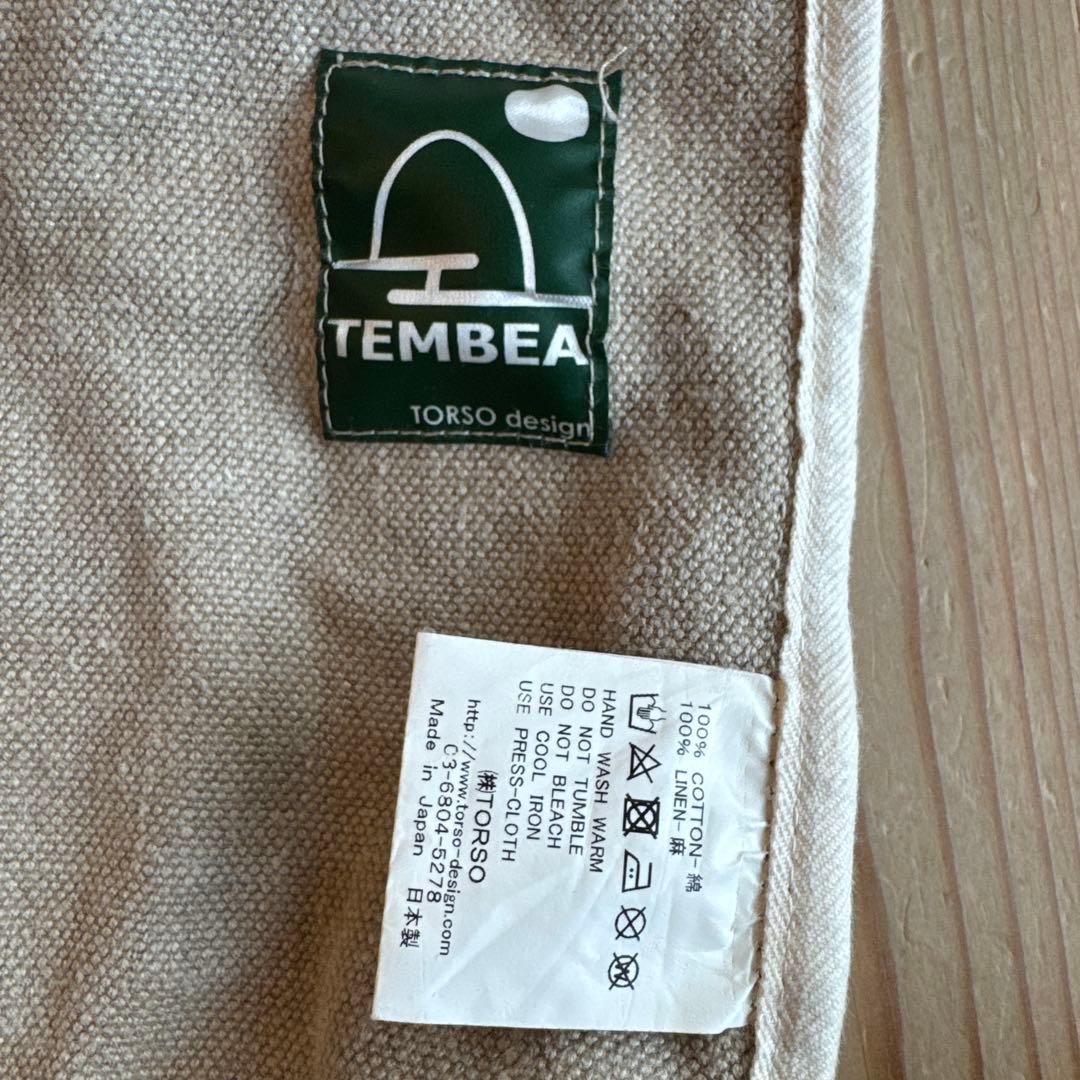 TEMBEA
TORSO design
100% COTTON-綿
100% LINEN-麻
HAND WASH WARM
DO NOT TUMBLE
DO NOT BLEACH
USE COOL IRON
USE PRESS-CLOTH
㈱TORSO
http://www.torso-design.com
03-6804-5278
Made in Japan 日本製